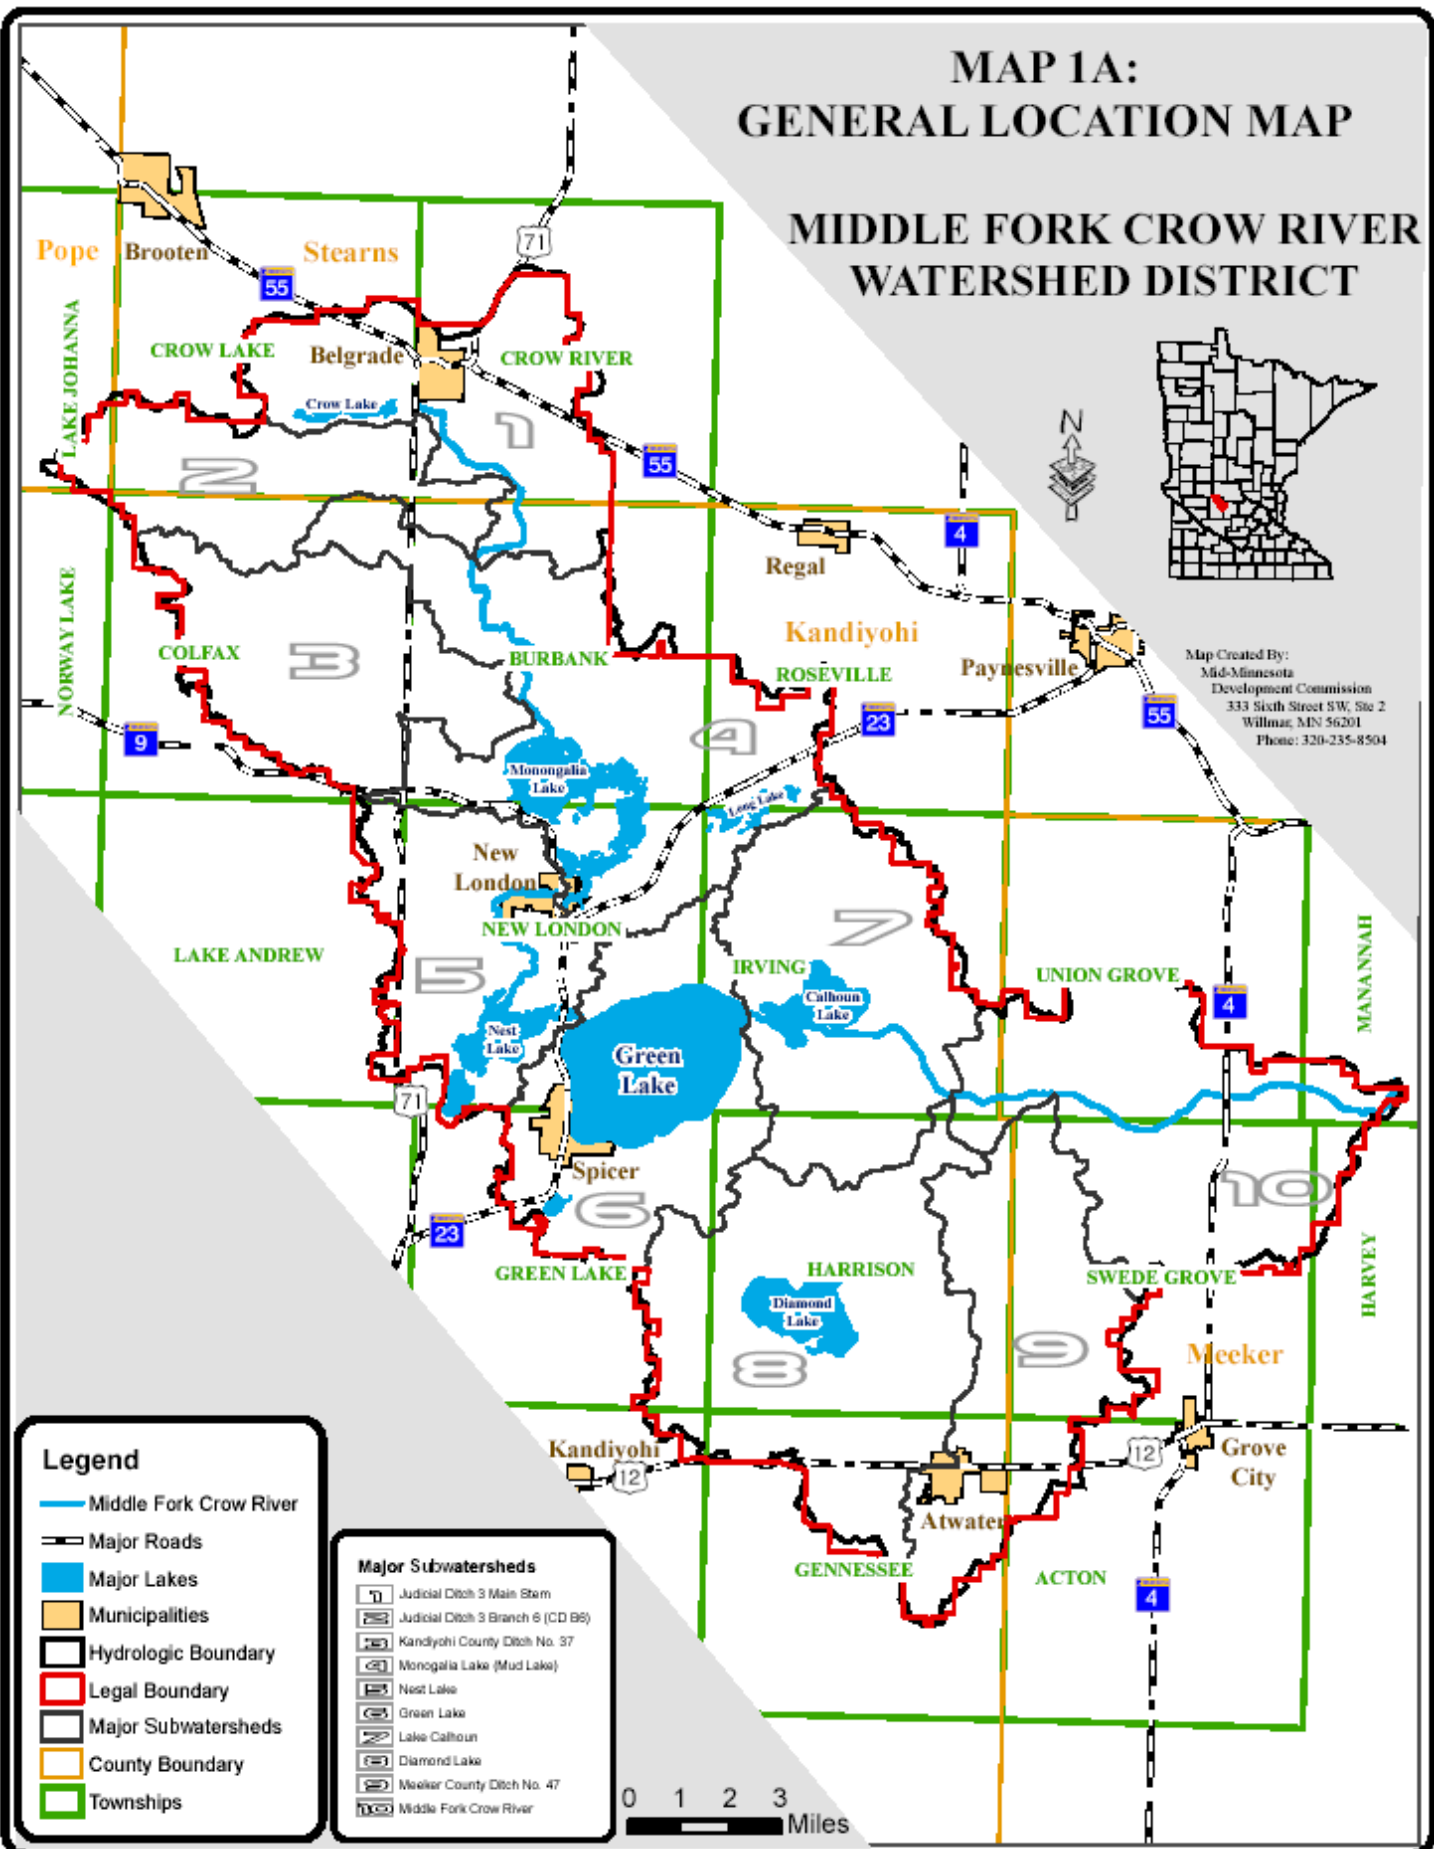 MAP 1A:
GENERAL LOCATION MAP
MIDDLE FORK CROW RIVER
WATERSHED DISTRICT
71
Pope
Brooten
Stearns
55
LAKE JOHANNA
CROW LAKE
Belgrade
CROW RIVER
Crow Lake
N
1
2
55
4
Regal
NORWAY LAKE
Kandiyohi
COLFAX
3
BURBANK
ROSEVILLE
Paynesville
Map Created By:
Mid-Minnesota
Development Commission
333 Sixth Street SW, Ste 2
Willmar, MN 56201
Phone: 320-235-8504
9
4
23
55
Monongalia
Lake
Long Lake
New
London
NEW LONDON
7
LAKE ANDREW
5
IRVING
UNION GROVE
MANANNAH
Calhoun
Lake
4
Nest
Lake
Green
Lake
71
Spicer
10
6
23
GREEN LAKE
HARRISON
SWEDE GROVE
HARVEY
Diamond
Lake
9
8
Meeker
Kandiyohi
12
12
Grove
City
Atwater
GENNESSEE
ACTON
4
Legend
Middle Fork Crow River
Major Roads
Major Lakes
Municipalities
Hydrologic Boundary
Legal Boundary
Major Subwatersheds
County Boundary
Townships
Major Subwatersheds
1 Judicial Ditch 3 Main Stem
2 Judicial Ditch 3 Branch 6 (CD B6)
3 Kandiyohi County Ditch No. 37
4 Monogalia Lake (Mud Lake)
5 Nest Lake
6 Green Lake
7 Lake Calhoun
8 Diamond Lake
9 Meeker County Ditch No. 47
10 Middle Fork Crow River
0 1 2 3
Miles